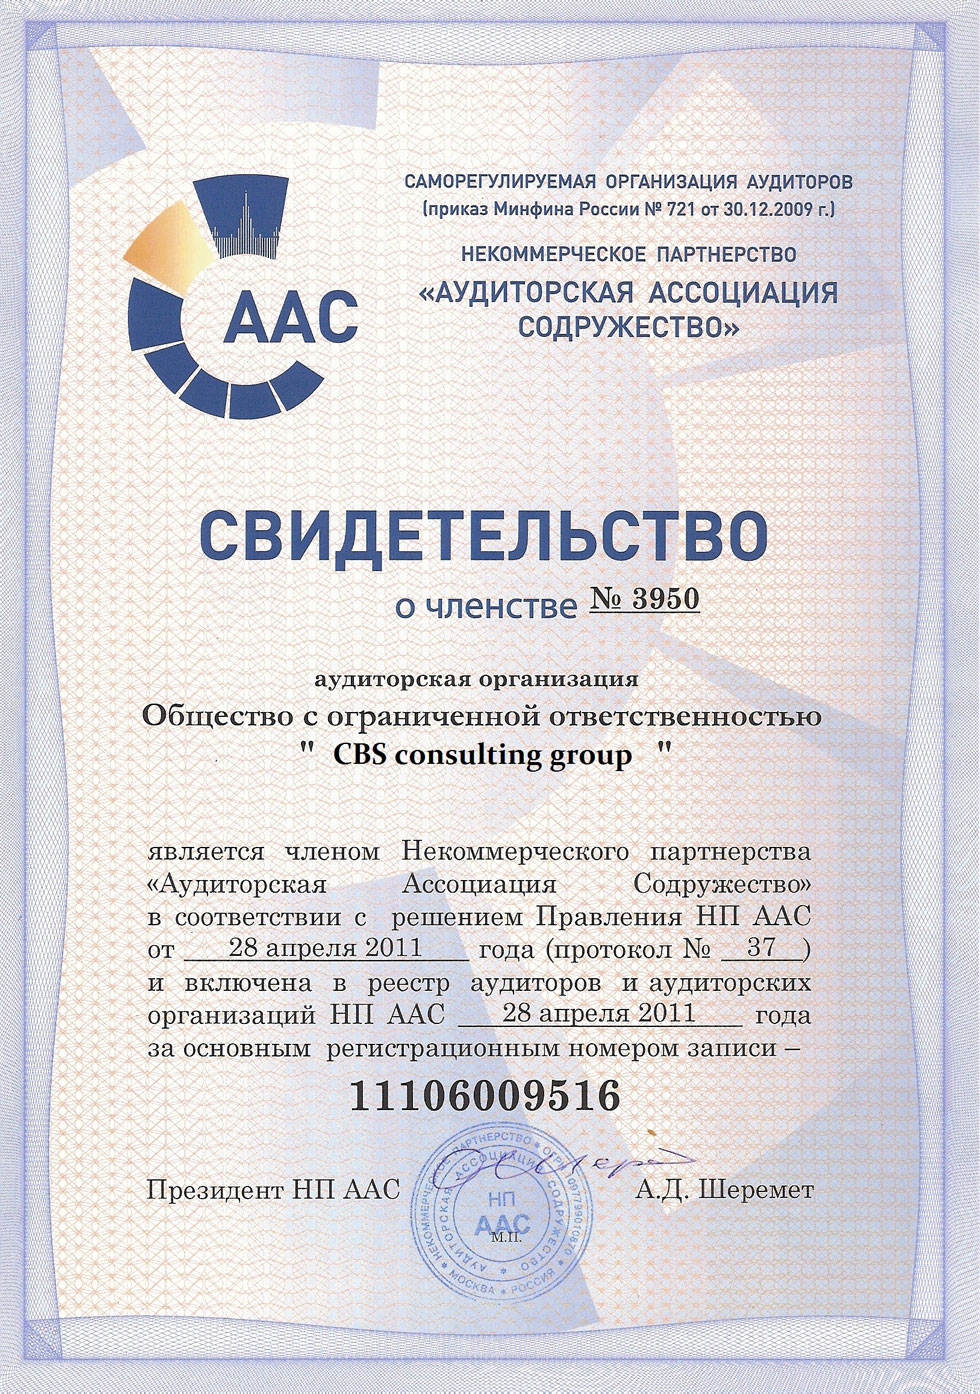 ААС
САМОРЕГУЛИРУЕМАЯ ОРГАНИЗАЦИЯ АУДИТОРОВ
(приказ Минфина России № 721 от 30.12.2009 г.)
НЕКОММЕРЧЕСКОЕ ПАРТНЕРСТВО
«АУДИТОРСКАЯ АССОЦИАЦИЯ
СОДРУЖЕСТВО»
СВИДЕТЕЛЬСТВО
о членстве № 3950
аудиторская организация
Общество с ограниченной ответственностью
" CBS consulting group "
является членом Некоммерческого партнерства
«Аудиторская Ассоциация Содружество»
в соответствии с решением Правления НП ААС
от 28 апреля 2011 года (протокол № 37 )
и включена в реестр аудиторов и аудиторских
организаций НП ААС 28 апреля 2011 года
за основным регистрационным номером записи –
11106009516
Президент НП ААС
А.Д. Шеремет
НЕКОММЕРЧЕСКОЕ ПАРТНЕРСТВО
МОСКВА * РОССИЯ
АУДИТОРСКАЯ АССОЦИАЦИЯ СОДРУЖЕСТВО
НП
ААС
М.П.